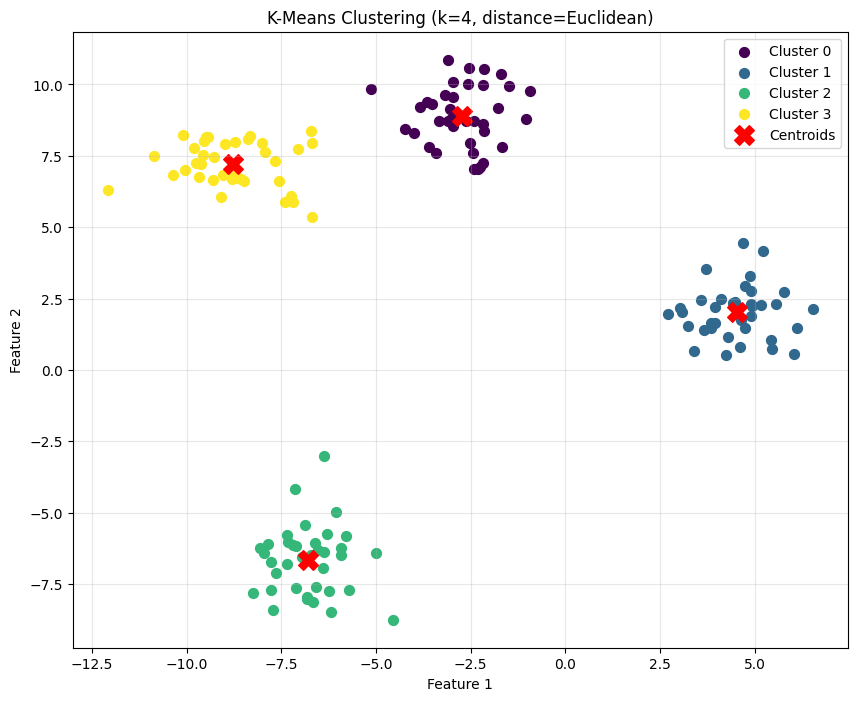 K-Means Clustering (k=4, distance=Euclidean)
Cluster 0
Cluster 1
Cluster 2
Cluster 3
Centroids
10.0
7.5
5.0
2.5
0.0
−2.5
−5.0
−7.5
Feature 2
−12.5 −10.0 −7.5 −5.0 −2.5 0.0 2.5 5.0
Feature 1